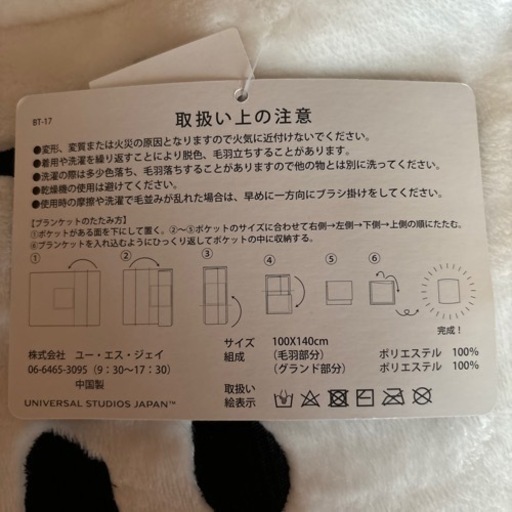 BT-17
取扱い上の注意
●変形、変質または火災の原因となりますので火気に近付けないでください。
●着用や洗濯を繰り返すことにより脱色、毛羽立ちすることがあります。
●洗濯の際は多少色落ち、毛羽落ちすることがありますので他の物とは別に洗ってください。
●乾燥機の使用は避けてください。
●使用時の摩擦や洗濯で毛並みが乱れた場合は、早めに一方向にブラシ掛けをしてください。
【ブランケットのたたみ方】
①ポケットがある面を下にして置く。②～⑤ポケットのサイズに合わせて右側→左側→下側→上側の順にたたむ。
⑥ブランケットを入れ込むようにひっくり返してポケットの中に収納する。
① ② ③ ④ ⑤ ⑥
完成！
株式会社 ユー・エス・ジェイ
06-6465-3095（9：30～17：30）
中国製
UNIVERSAL STUDIOS JAPAN™
サイズ 100X140cm
組成 （毛羽部分） ポリエステル 100%
（グランド部分） ポリエステル 100%
取扱い
絵表示